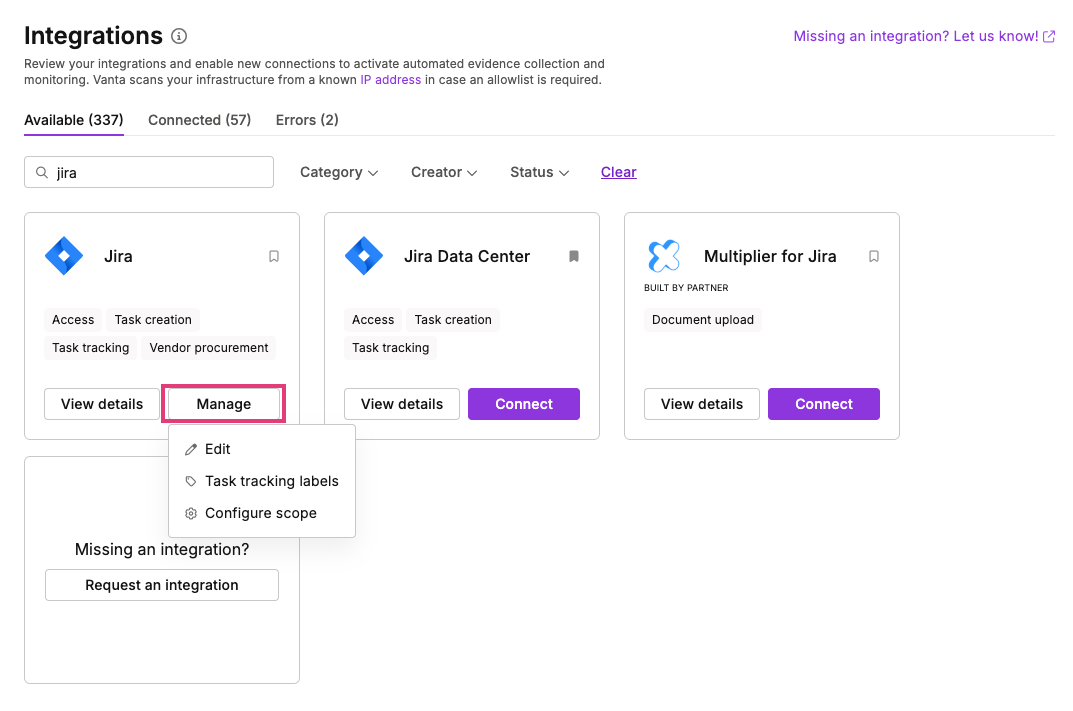 Integrations
Missing an integration? Let us know!
Review your integrations and enable new connections to activate automated evidence collection and
monitoring. Vanta scans your infrastructure from a known IP address in case an allowlist is required.
Available (337) Connected (57) Errors (2)
jira
Category Creator Status Clear
Jira
Access Task creation
Task tracking Vendor procurement
View details Manage
Edit
Task tracking labels
Configure scope
Jira Data Center
Access Task creation
Task tracking
View details Connect
Multiplier for Jira
BUILT BY PARTNER
Document upload
View details Connect
Missing an integration?
Request an integration